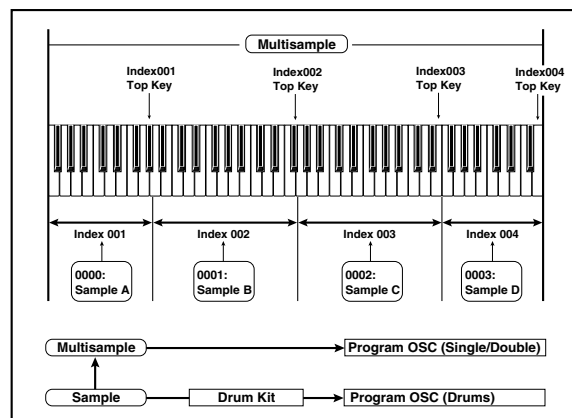 Multisample
Index001
Top Key
Index002
Top Key
Index003
Top Key
Index004
Top Key
Index 001
Index 002
Index 003
Index 004
0000:
Sample A
0001:
Sample B
0002:
Sample C
0003:
Sample D
Multisample
Program OSC (Single/Double)
Sample
Drum Kit
Program OSC (Drums)